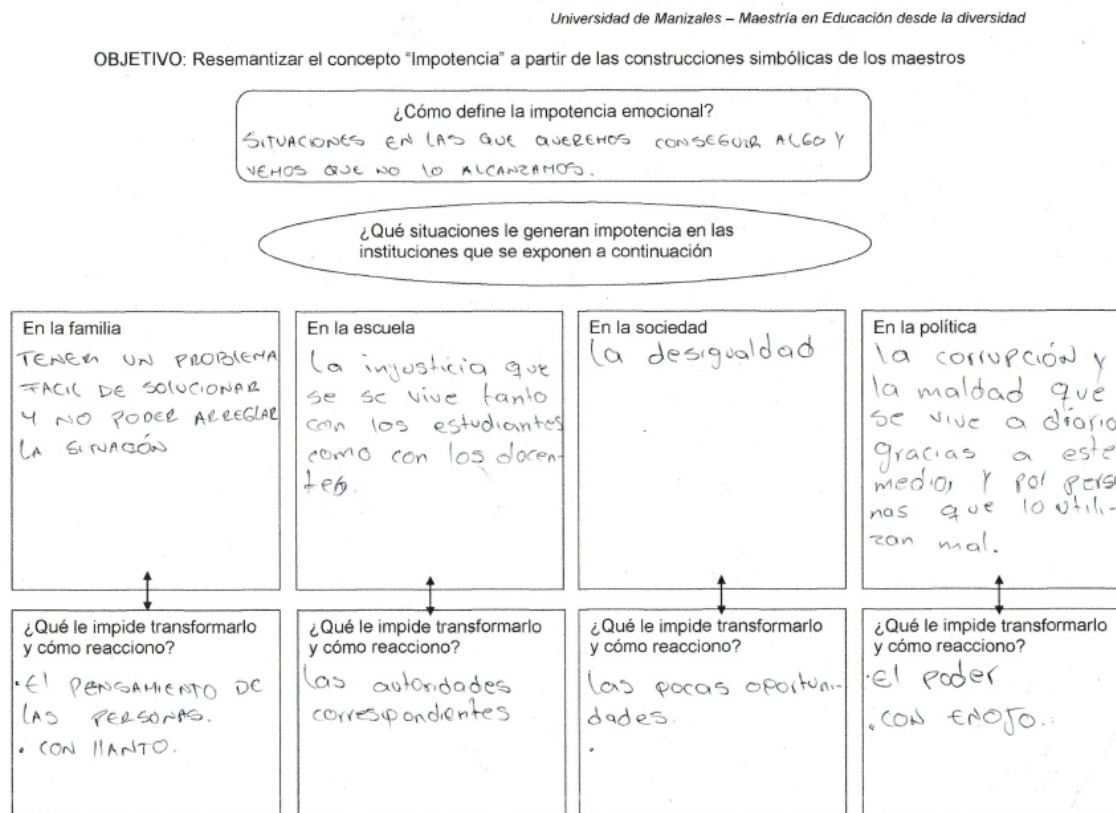 Universidad de Manizales – Maestría en Educación desde la diversidad
OBJETIVO: Resemantizar el concepto "Impotencia" a partir de las construcciones simbólicas de los maestros
¿Cómo define la impotencia emocional?
SITUACIONES EN LAS QUE QUEREMOS CONSEGUIR ALGO Y
VEMOS QUE NO LO ALCANZAMOS.
¿Qué situaciones le generan impotencia en las
instituciones que se exponen a continuación
En la familia
TENER UN PROBLEMA
FACIL DE SOLUCIONAR
Y NO PODER ARREGLAR
LA SITUACIÓN
En la escuela
la injusticia que
se se vive tanto
con los estudiantes
como con los docen-
tes.
En la sociedad
la desigualdad
En la política
la corrupción y
la maldad que
se vive a diario
gracias a este
medio, y por perso
nas que lo utili-
zan mal.
¿Qué le impide transformarlo
y cómo reacciono?
·El PENSAMIENTO DE
LAS PERSONAS.
· CON llANTO.
¿Qué le impide transformarlo
y cómo reacciono?
las autoridades
correspondientes
¿Qué le impide transformarlo
y cómo reacciono?
las pocas oportuni-
dades.
·
¿Qué le impide transformarlo
y cómo reacciono?
·El poder
. CON ENOJO.